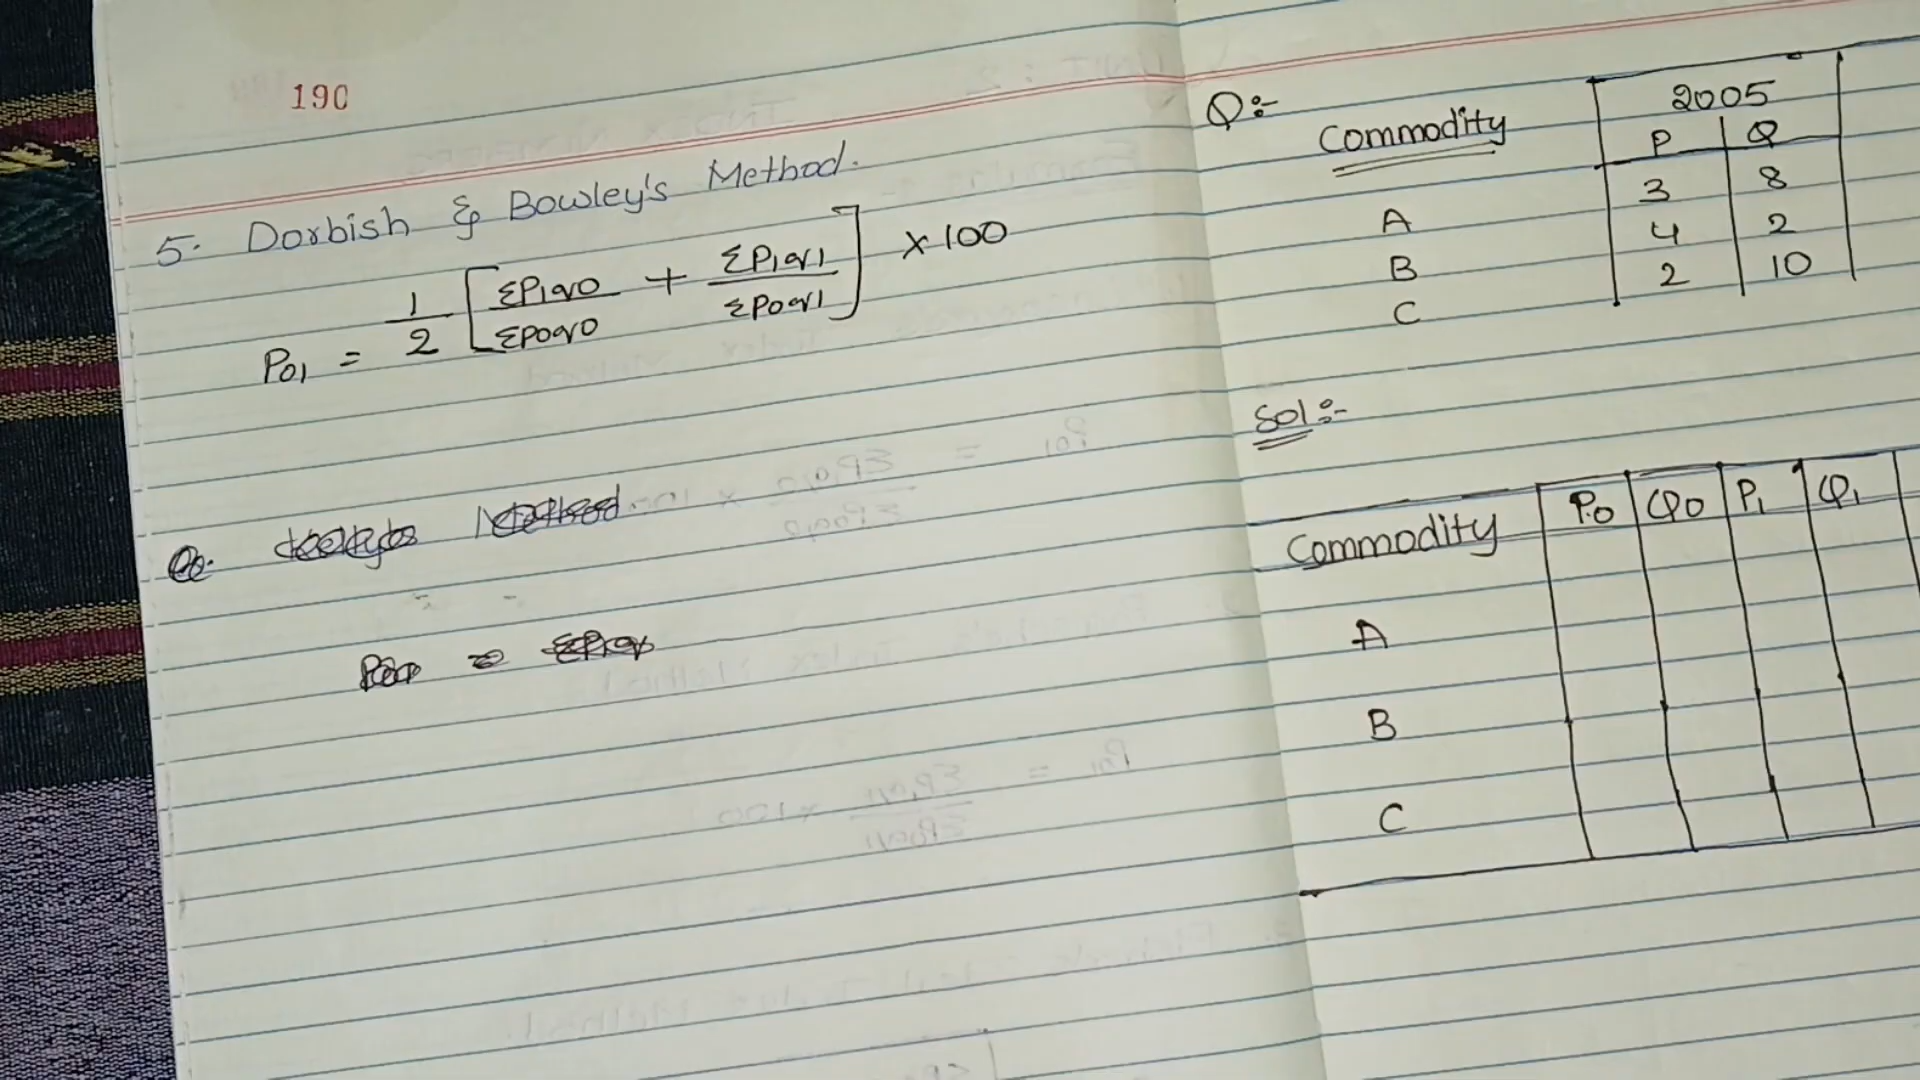 190
5. Dorbish & Bowley's Method.
P01 = 1/2 [ΣP1q0/ΣP0q0 + ΣP1q1/ΣP0q1] × 100
Q:-
Commodity 2005
P Q
A 3 8
B 4 2
C 2 10
Sol:-
Commodity P0 Q0 P1 Q1
A
B
C